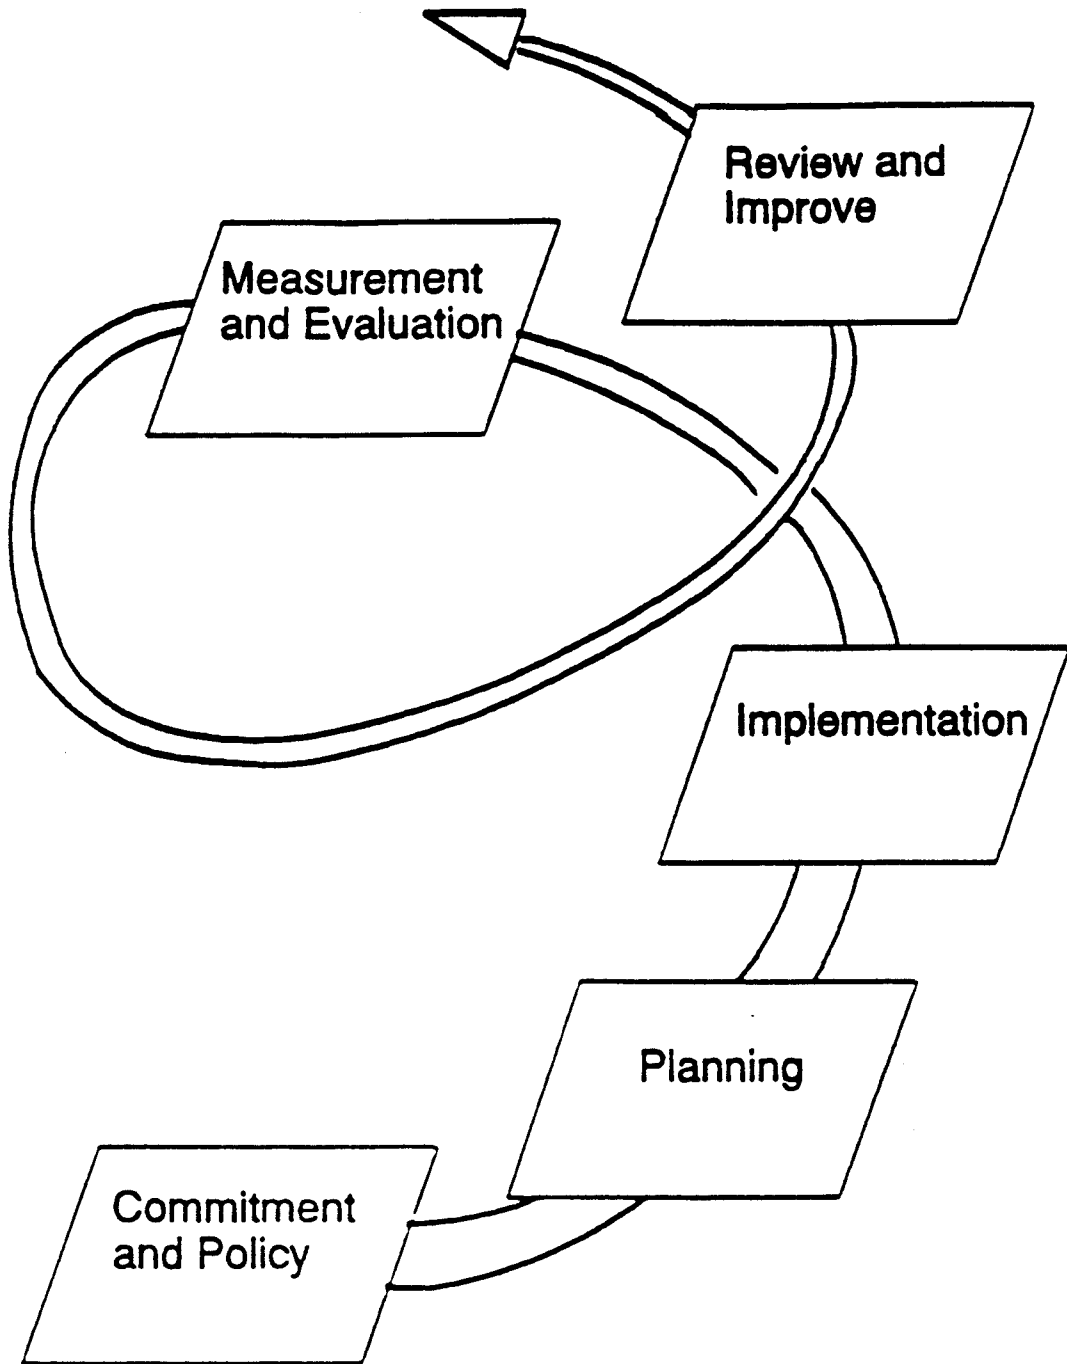 Review and
Improve
Measurement
and Evaluation
Implementation
Planning
Commitment
and Policy